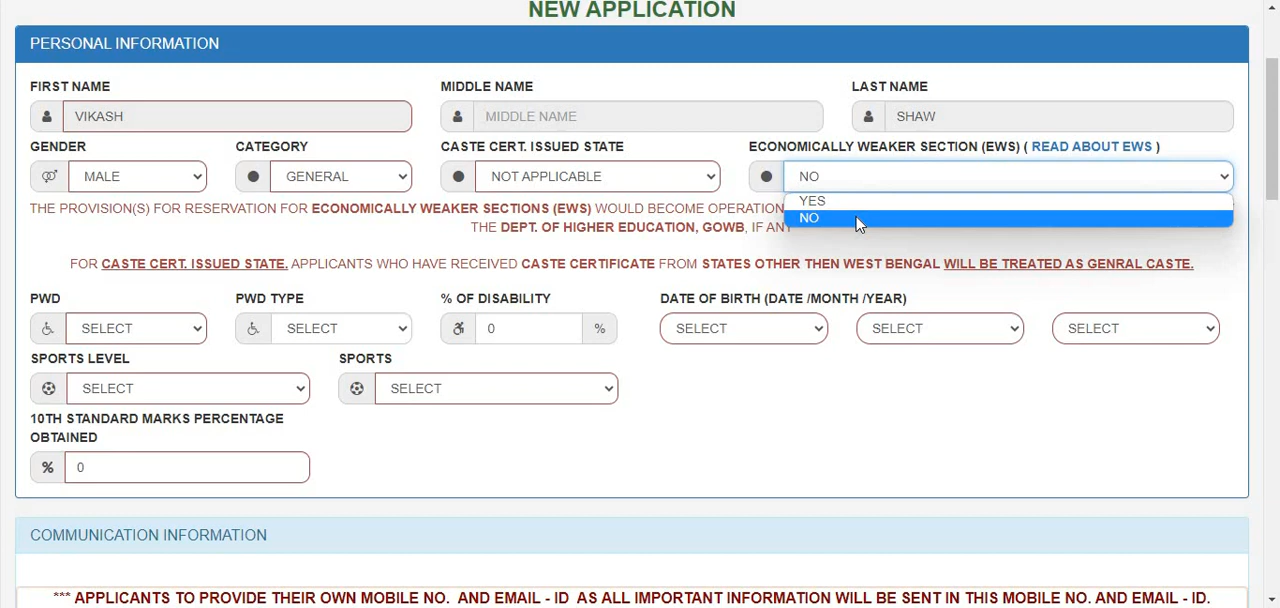 NEW APPLICATION
PERSONAL INFORMATION
FIRST NAME MIDDLE NAME LAST NAME
VIKASH MIDDLE NAME SHAW
GENDER CATEGORY CASTE CERT. ISSUED STATE ECONOMICALLY WEAKER SECTION (EWS) ( READ ABOUT EWS )
MALE GENERAL NOT APPLICABLE NO
YES
NO
THE PROVISION(S) FOR RESERVATION FOR ECONOMICALLY WEAKER SECTIONS (EWS) WOULD BECOME OPERATION
THE DEPT. OF HIGHER EDUCATION, GOWB, IF ANY
FOR CASTE CERT. ISSUED STATE. APPLICANTS WHO HAVE RECEIVED CASTE CERTIFICATE FROM STATES OTHER THEN WEST BENGAL WILL BE TREATED AS GENRAL CASTE.
PWD PWD TYPE % OF DISABILITY DATE OF BIRTH (DATE /MONTH /YEAR)
SELECT SELECT 0 % SELECT SELECT SELECT
SPORTS LEVEL SPORTS
SELECT SELECT
10TH STANDARD MARKS PERCENTAGE
OBTAINED
% 0
COMMUNICATION INFORMATION
*** APPLICANTS TO PROVIDE THEIR OWN MOBILE NO. AND EMAIL - ID AS ALL IMPORTANT INFORMATION WILL BE SENT IN THIS MOBILE NO. AND EMAIL - ID.